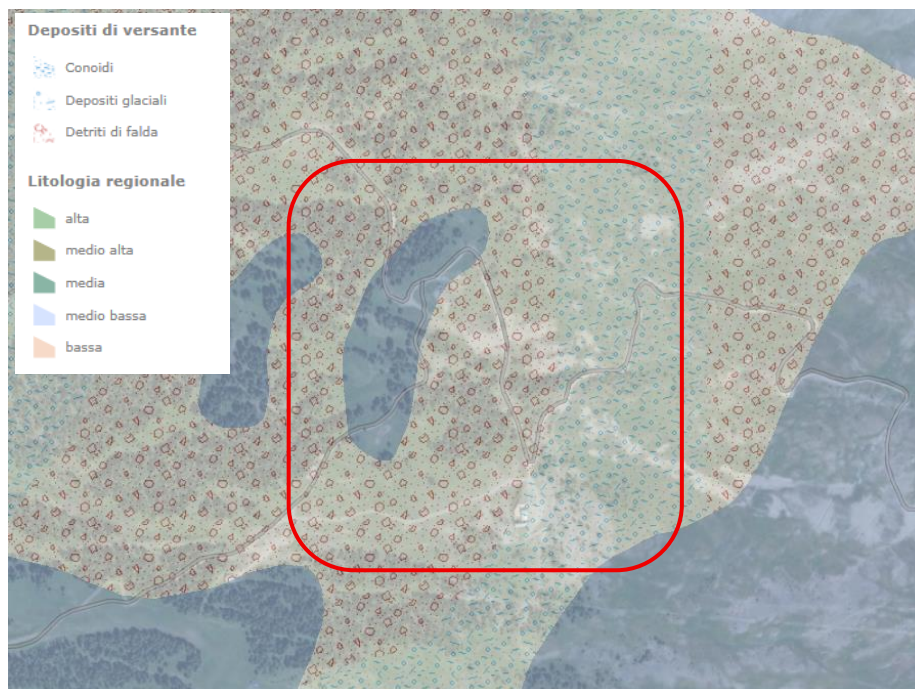 Depositi di versante
Conoidi
Depositi glaciali
Detriti di falda
Litologia regionale
alta
medio alta
media
medio bassa
bassa